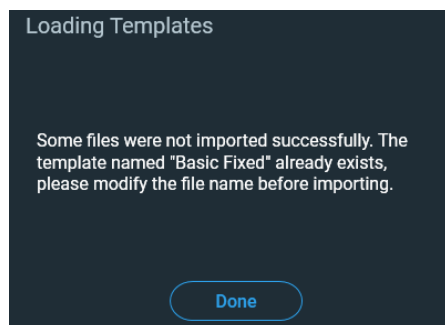 Loading Templates
Some files were not imported successfully. The
template named "Basic Fixed" already exists,
please modify the file name before importing.
Done